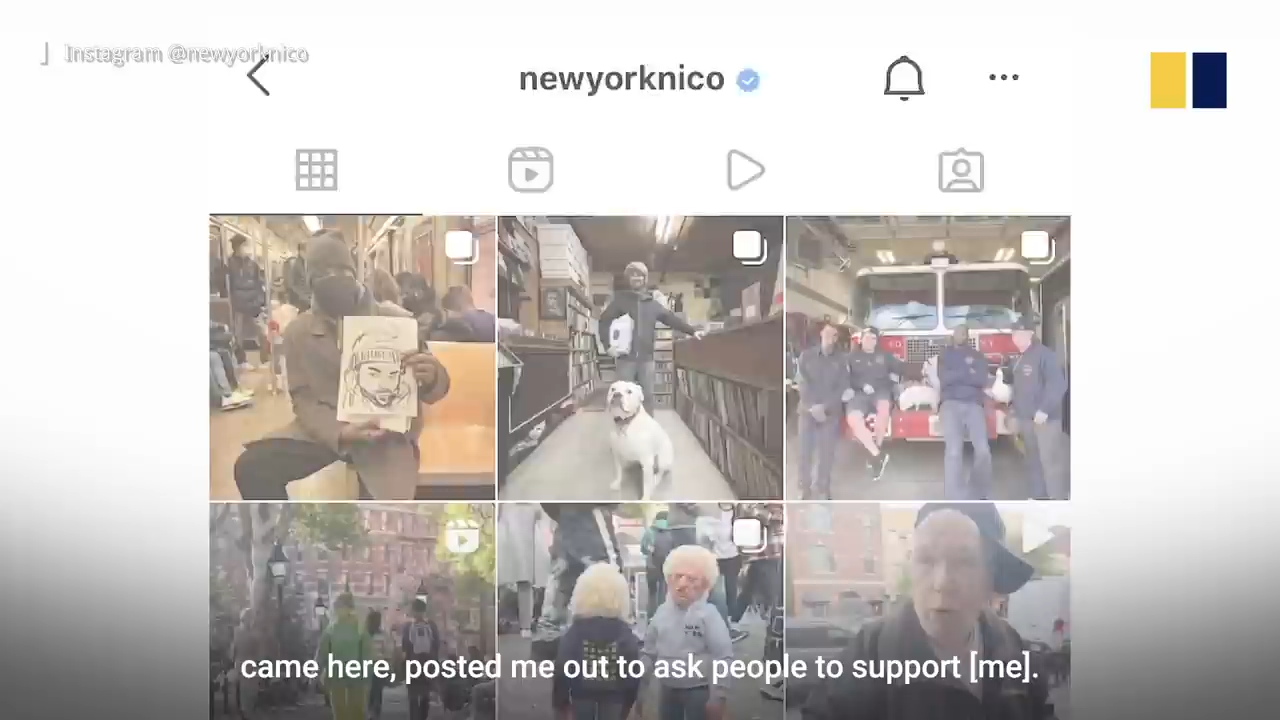 Instagram @newyorknico
newyorknico
came here, posted me out to ask people to support [me].